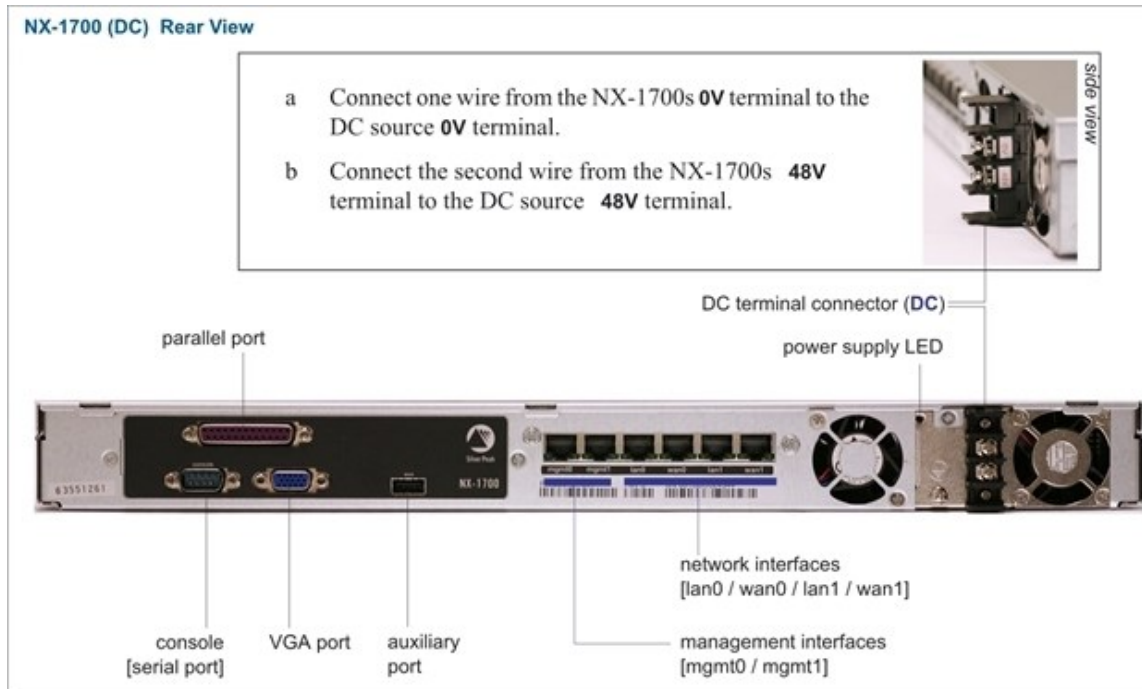 NX-1700 (DC) Rear View
a Connect one wire from the NX-1700s 0V terminal to the
DC source 0V terminal.
b Connect the second wire from the NX-1700s 48V
terminal to the DC source 48V terminal.
side view
DC terminal connector (DC)
parallel port
power supply LED
Silver Peak
console
NX-1700
63551261
mgmt0 mgmt1 lan0 wan0 lan1 wan1
network interfaces
[lan0 / wan0 / lan1 / wan1]
console
[serial port]
VGA port
auxiliary
port
management interfaces
[mgmt0 / mgmt1]